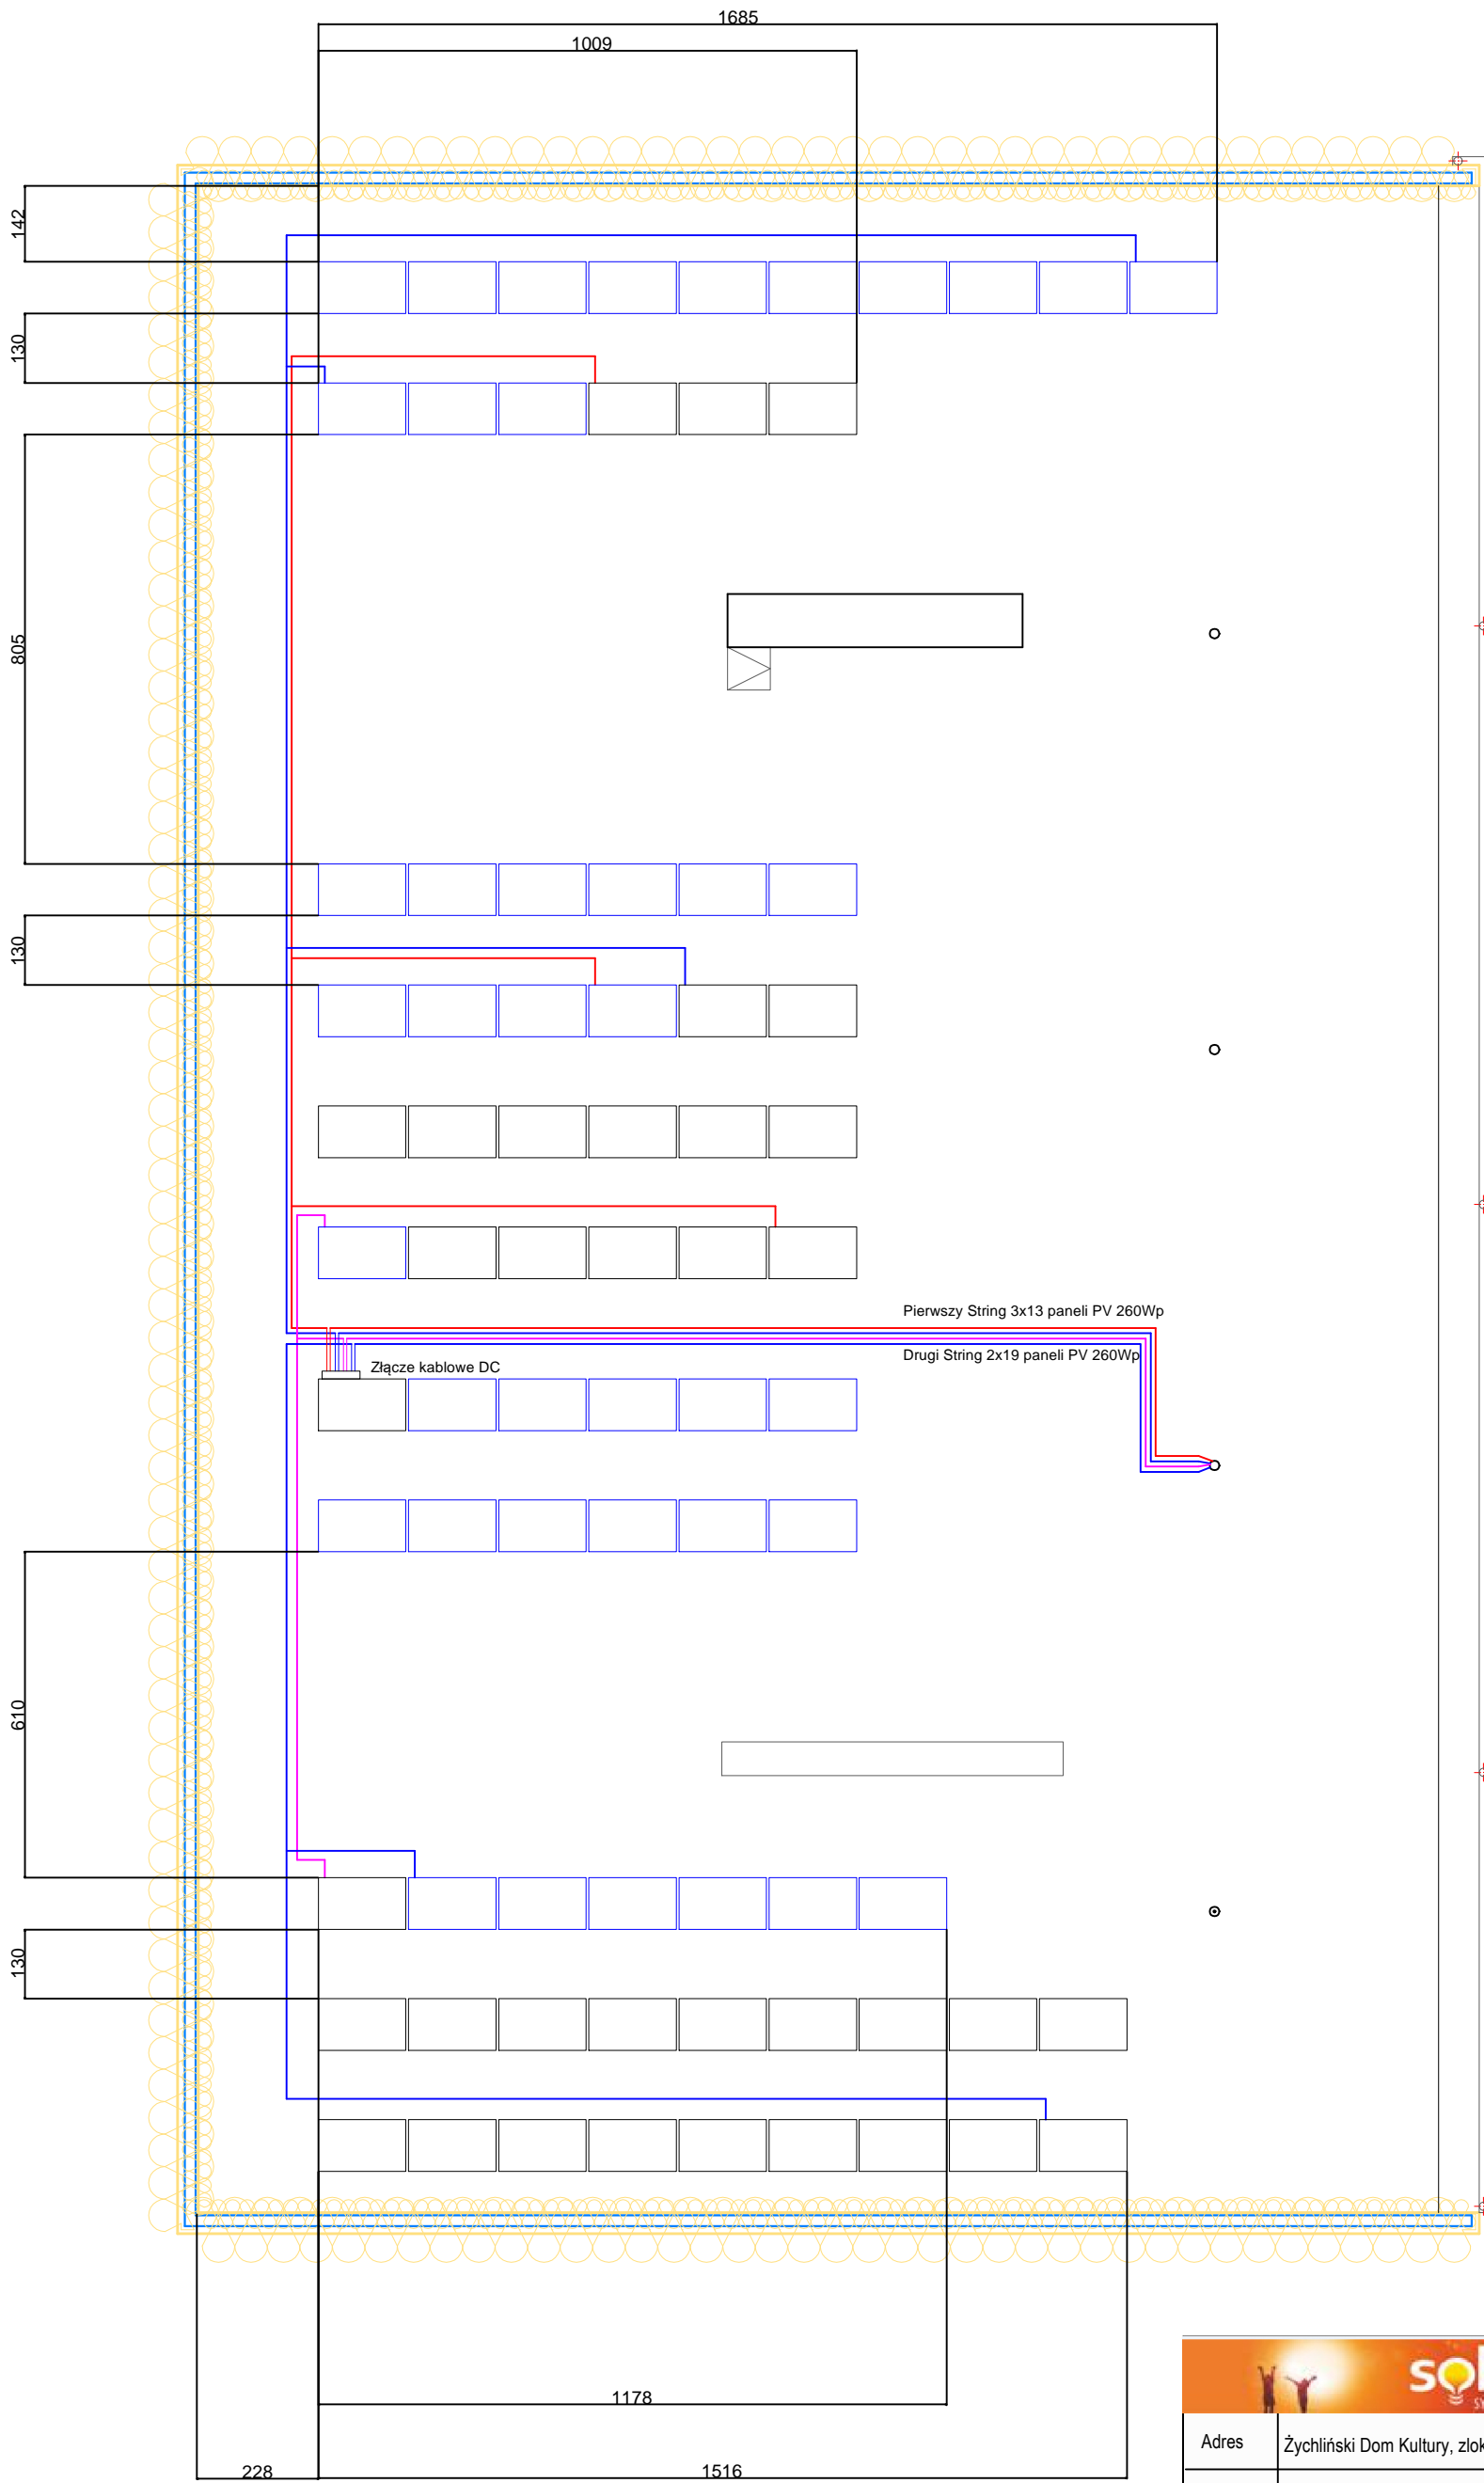 1685
1009
142
130
805
130
Pierwszy String 3x13 paneli PV 260Wp
Drugi String 2x19 paneli PV 260Wp
Złącze kablowe DC
610
130
1178
228
1516
Adres
Żychliński Dom Kultury,